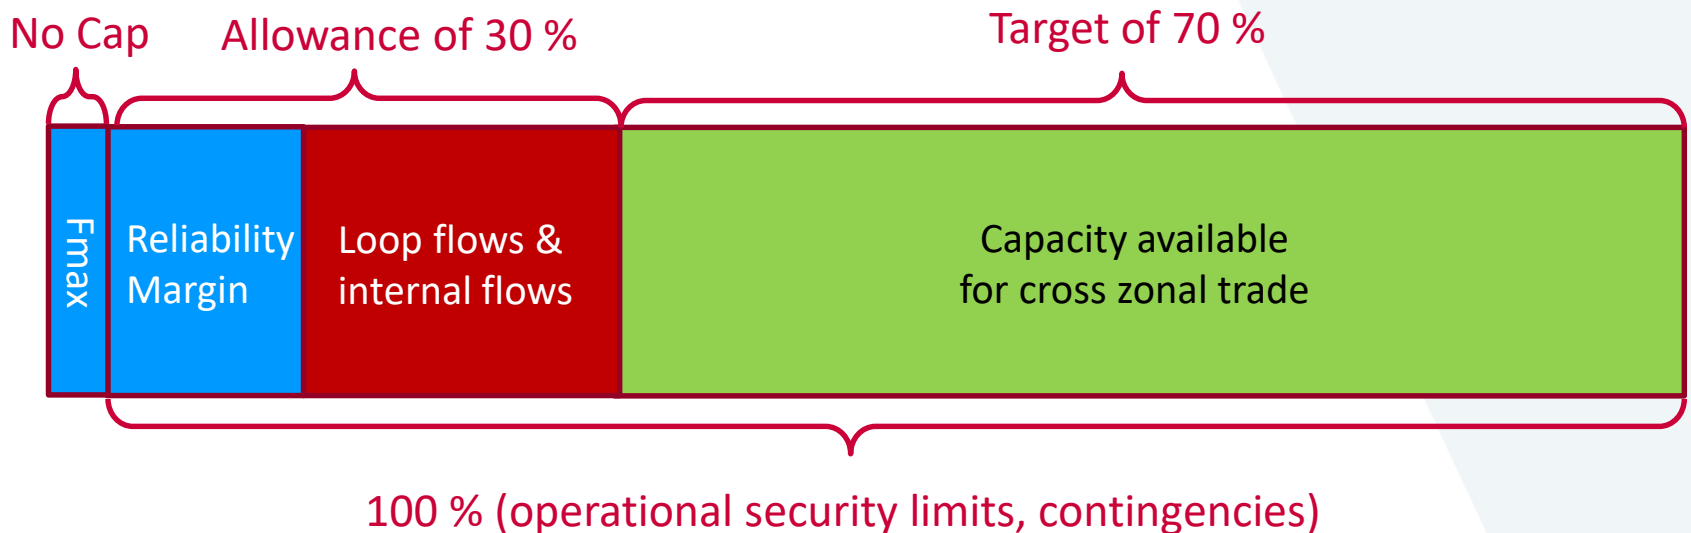 No Cap
Allowance of 30 %
Target of 70 %
Fmax
Reliability
Margin
Loop flows &
internal flows
Capacity available
for cross zonal trade
100 % (operational security limits, contingencies)